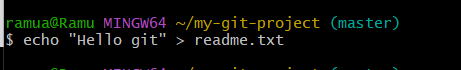 ramua@Ramu MINGW64 ~/my-git-project (master)
$ echo "Hello git" > readme.txt